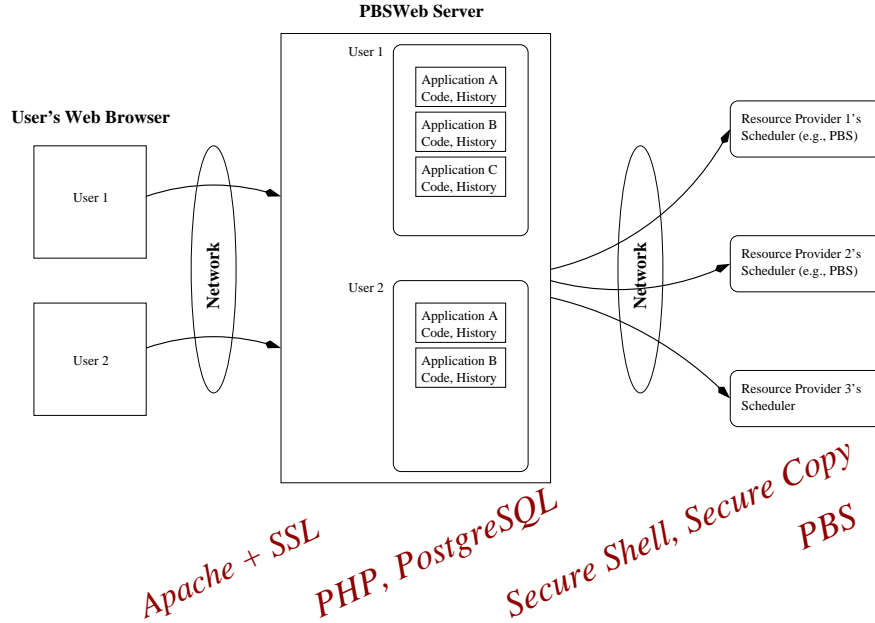 PBSWeb Server
User's Web Browser
User 1
User 2
Network
User 1
Application A
Code, History
Application B
Code, History
Application C
Code, History
User 2
Application A
Code, History
Application B
Code, History
Network
Resource Provider 1's
Scheduler (e.g., PBS)
Resource Provider 2's
Scheduler (e.g., PBS)
Resource Provider 3's
Scheduler
Apache + SSL
PHP, PostgreSQL
Secure Shell, Secure Copy
PBS